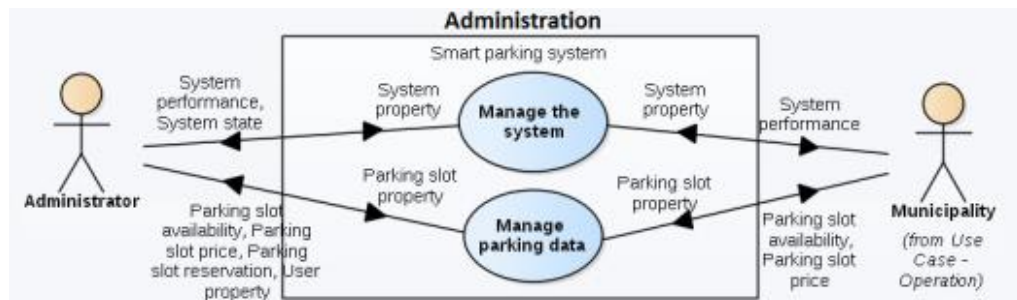 Administration
Smart parking system
System
performance,
System state
System
property
Manage the
system
System
property
System
performance
Administrator
Parking slot
property
Parking slot
property
Parking slot
availability, Parking
slot price, Parking
slot reservation, User
property
Manage
parking data
Parking slot
availability,
Parking slot
price
Municipality
(from Use
Case -
Operation)